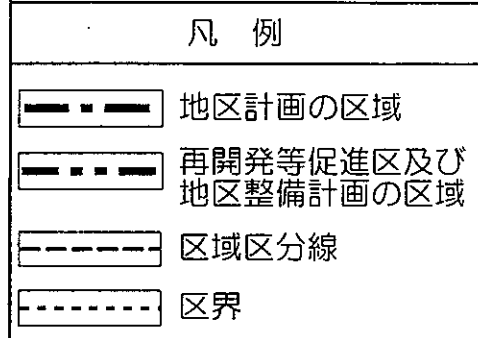 凡 例
地区計画の区域
再開発等促進区及び
地区整備計画の区域
区域区分線
区界